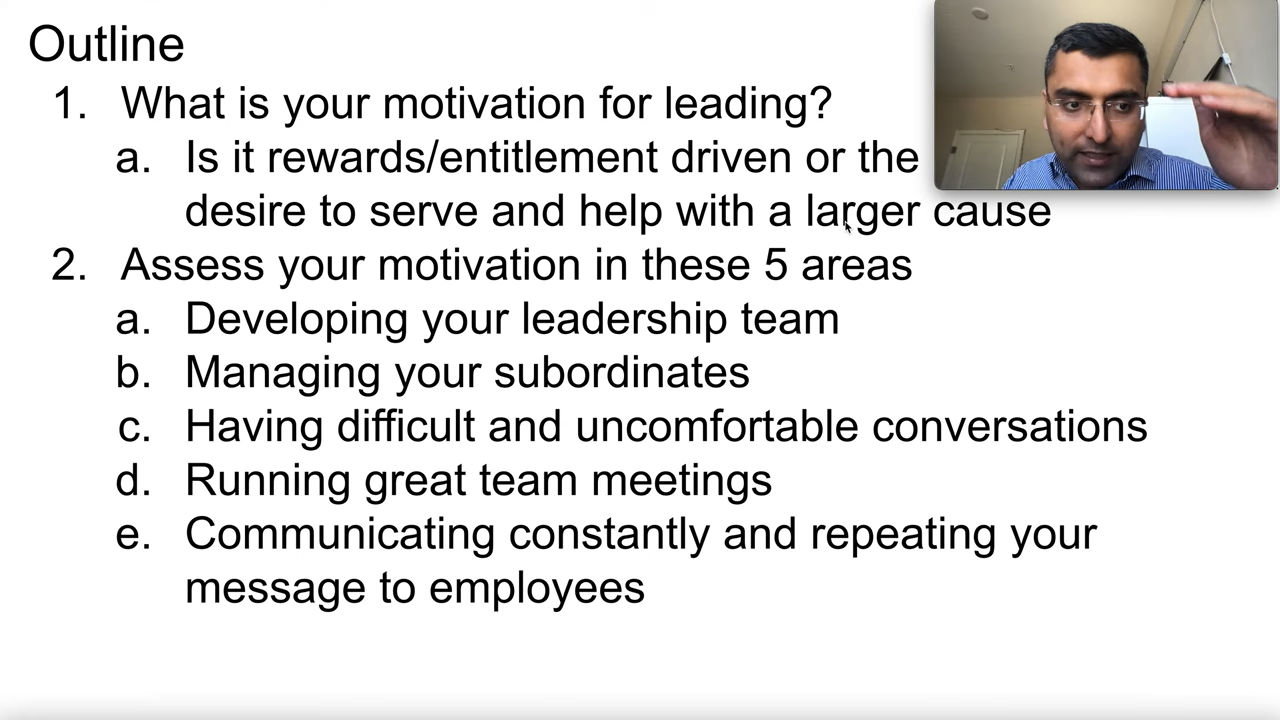 Outline
1. What is your motivation for leading?
a. Is it rewards/entitlement driven or the
desire to serve and help with a larger cause
2. Assess your motivation in these 5 areas
a. Developing your leadership team
b. Managing your subordinates
c. Having difficult and uncomfortable conversations
d. Running great team meetings
e. Communicating constantly and repeating your
message to employees